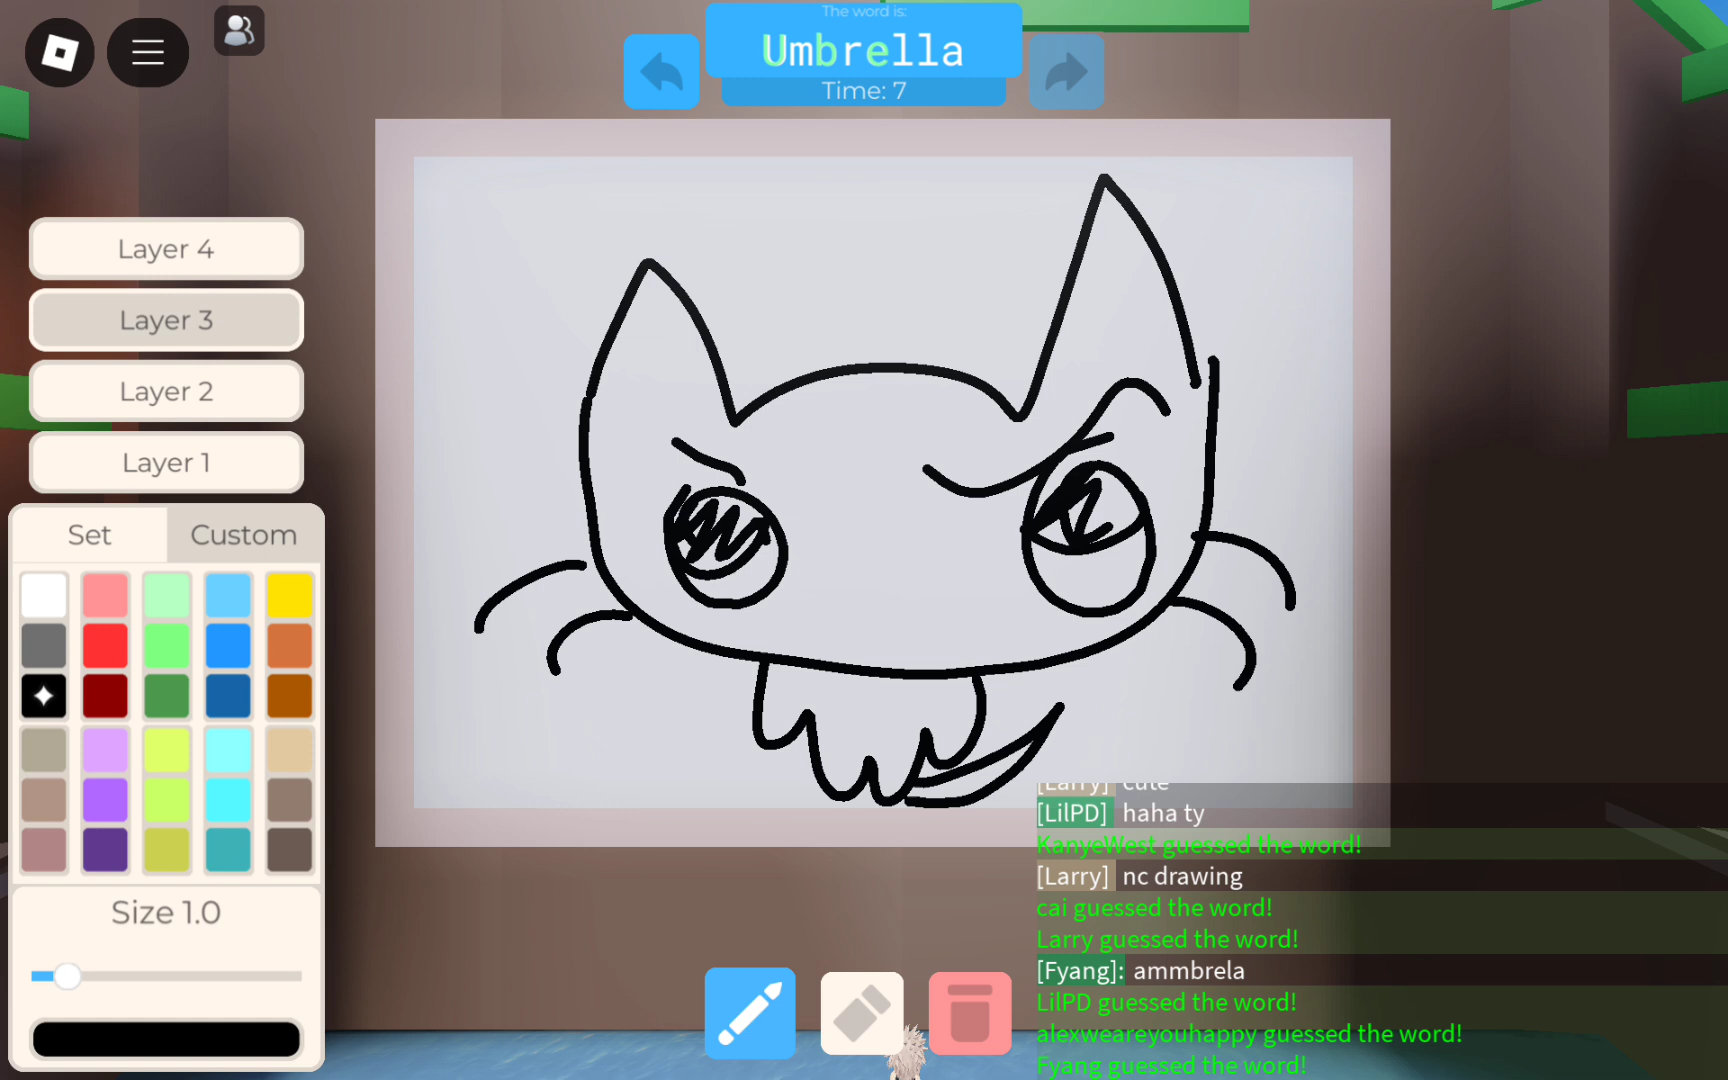 The word is:
Umbrella
Time: 7
Layer 4
Layer 3
Layer 2
Layer 1
Set Custom
Size 1.0
[Larry] cute
[LilPD] haha ty
KanyeWest guessed the word!
[Larry] nc drawing
cai guessed the word!
Larry guessed the word!
[Fyang]: ammbrela
LilPD guessed the word!
alexweareyouhappy guessed the word!
Fyang guessed the word!